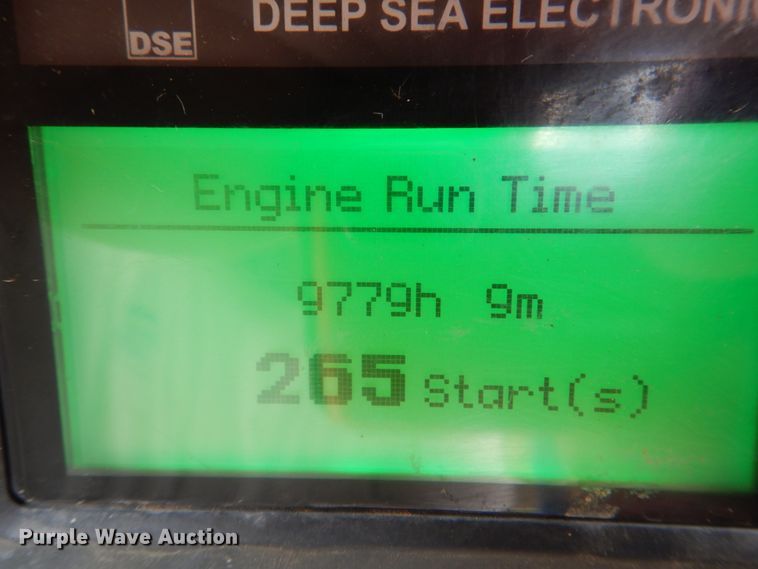 DSE
DEEP SEA ELECTRONI
Engine Run Time
9779h 9m
265 Start(s)
Purple Wave Auction